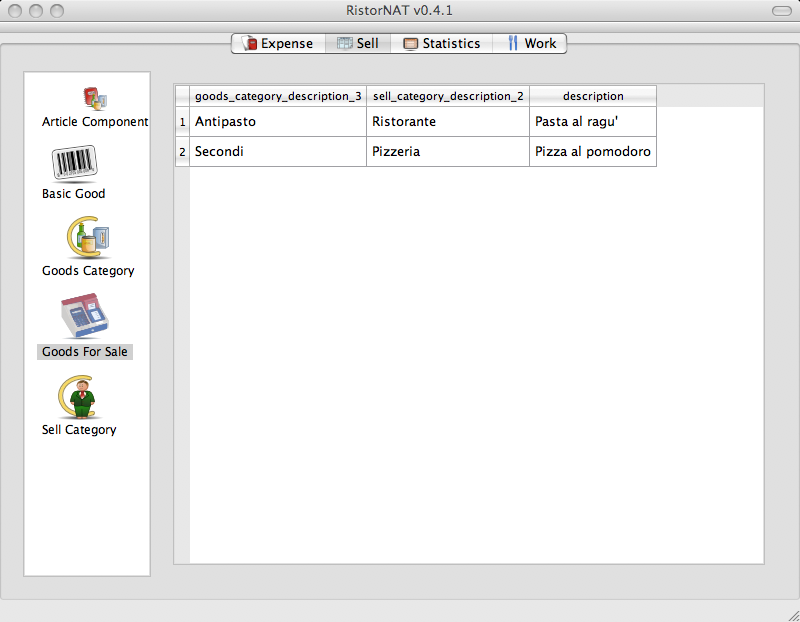 RistorNAT v0.4.1
Expense Sell Statistics Work
Article Component
Basic Good
Goods Category
Goods For Sale
Sell Category
goods_category_description_3 sell_category_description_2 description
1 Antipasto Ristorante Pasta al ragu'
2 Secondi Pizzeria Pizza al pomodoro